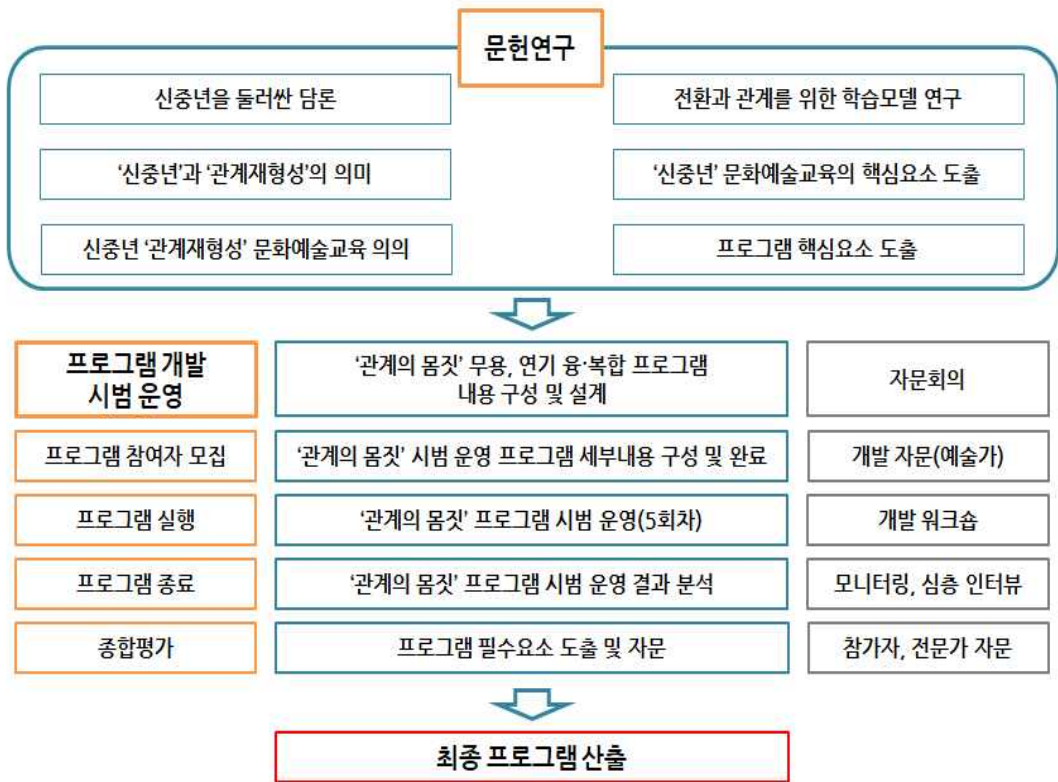 문헌연구
신중년을 둘러싼 담론
전환과 관계를 위한 학습모델 연구
‘신중년’과 ‘관계재형성’의 의미
‘신중년’ 문화예술교육의 핵심요소 도출
신중년 ‘관계재형성’ 문화예술교육 의의
프로그램 핵심요소 도출
프로그램 개발
시범 운영
‘관계의 몸짓’ 무용, 연기 융·복합 프로그램
내용 구성 및 설계
자문회의
프로그램 참여자 모집
‘관계의 몸짓’ 시범 운영 프로그램 세부내용 구성 및 완료
개발 자문(예술가)
프로그램 실행
‘관계의 몸짓’ 프로그램 시범 운영(5회차)
개발 워크숍
프로그램 종료
‘관계의 몸짓’ 프로그램 시범 운영 결과 분석
모니터링, 심층 인터뷰
종합평가
프로그램 필수요소 도출 및 자문
참가자, 전문가 자문
최종 프로그램 산출